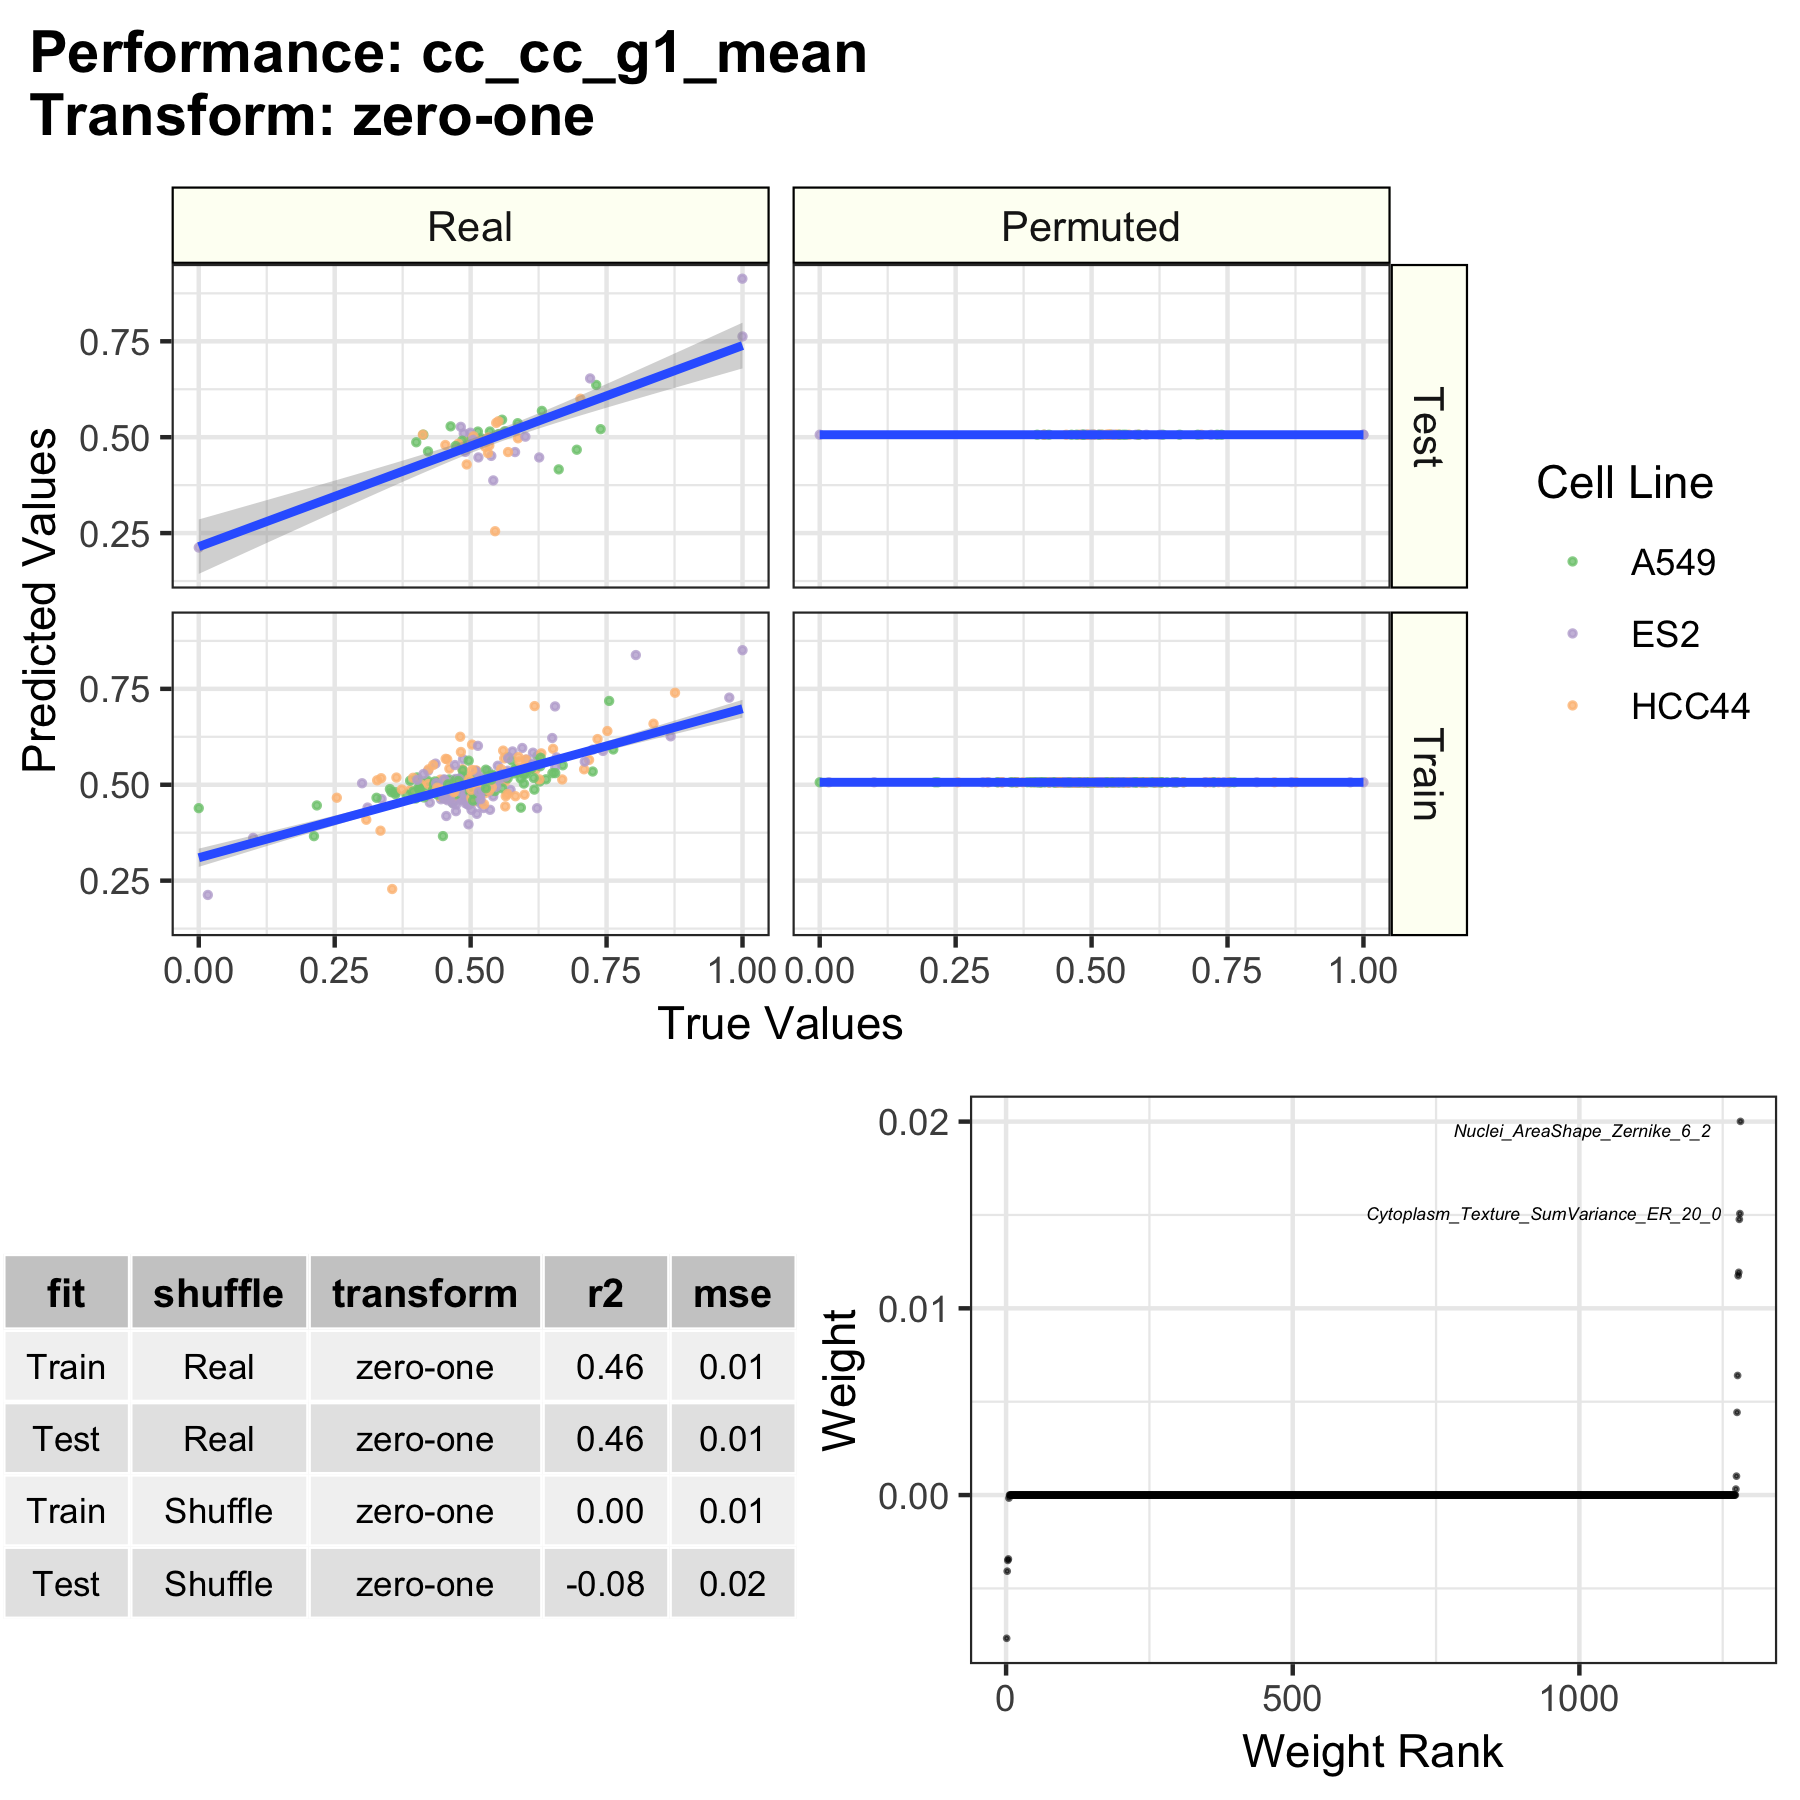 Performance: cc_cc_g1_mean
Transform: zero-one
Real
Permuted
0.75
0.50
0.25
Test
0.75
0.50
0.25
Train
Predicted Values
0.00 0.25 0.50 0.75 1.00 0.00 0.25 0.50 0.75 1.00
True Values
Cell Line
A549
ES2
HCC44
fit shuffle transform r2 mse
Train Real zero-one 0.46 0.01
Test Real zero-one 0.46 0.01
Train Shuffle zero-one 0.00 0.01
Test Shuffle zero-one -0.08 0.02
0.02
0.01
0.00
Weight
Nuclei_AreaShape_Zernike_6_2
Cytoplasm_Texture_SumVariance_ER_20_0
0 500 1000
Weight Rank